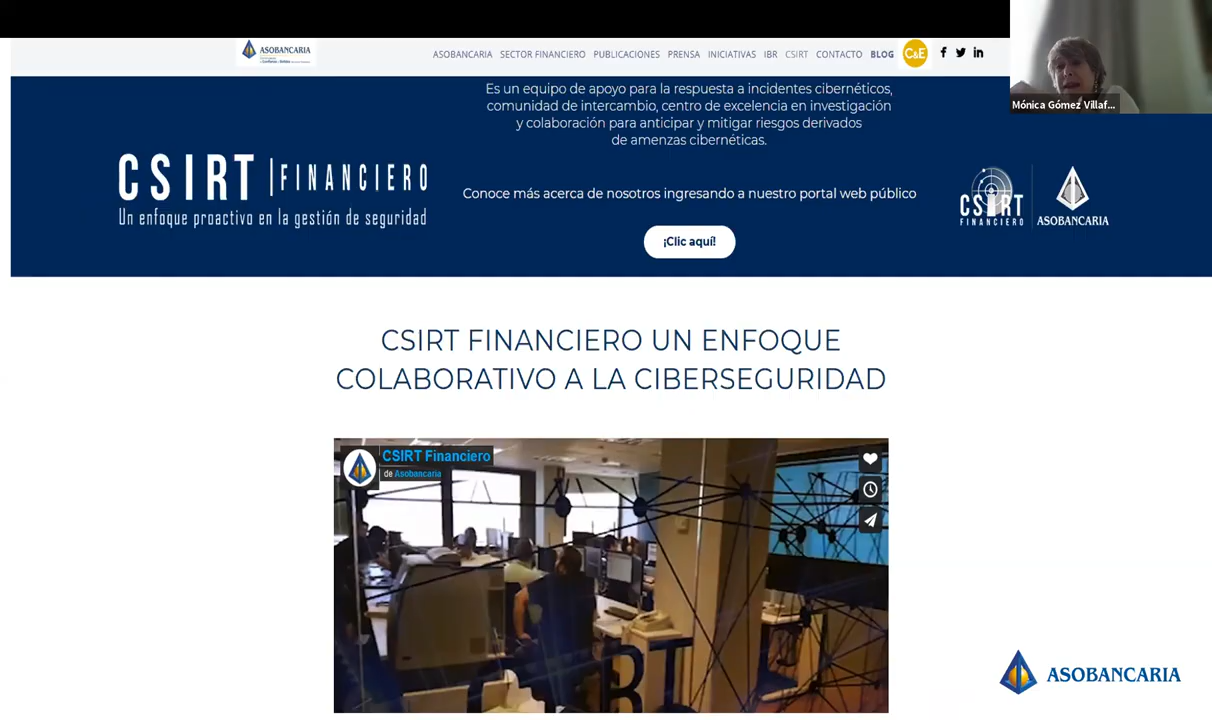 ASOBANCARIA
ASOBANCARIA SECTOR FINANCIERO PUBLICACIONES PRENSA INICIATIVAS IBR CSIRT CONTACTO BLOG C&E
Mónica Gómez Villaf...
Es un equipo de apoyo para la respuesta a incidentes cibernéticos,
comunidad de intercambio, centro de excelencia en investigación
y colaboración para anticipar y mitigar riesgos derivados
de amenzas cibernéticas.
CSIRT FINANCIERO
Un enfoque proactivo en la gestión de seguridad
Conoce más acerca de nosotros ingresando a nuestro portal web público
¡Clic aquí!
CSIRT
FINANCIERO
ASOBANCARIA
CSIRT FINANCIERO UN ENFOQUE
COLABORATIVO A LA CIBERSEGURIDAD
CSIRT Financiero
de Asobancaria
ASOBANCARIA